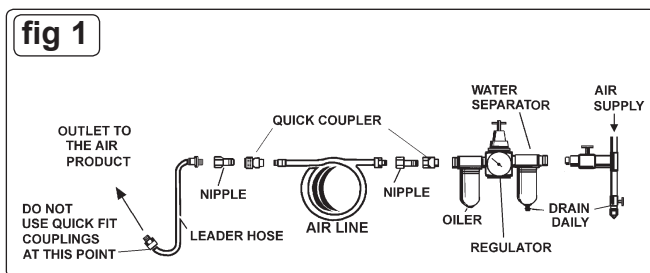 fig 1
WATER
SEPARATOR
AIR
SUPPLY
QUICK COUPLER
OUTLET TO
THE AIR
PRODUCT
NIPPLE
NIPPLE
DO NOT
USE QUICK FIT
COUPLINGS
AT THIS POINT
LEADER HOSE
AIR LINE
OILER
DRAIN
DAILY
REGULATOR